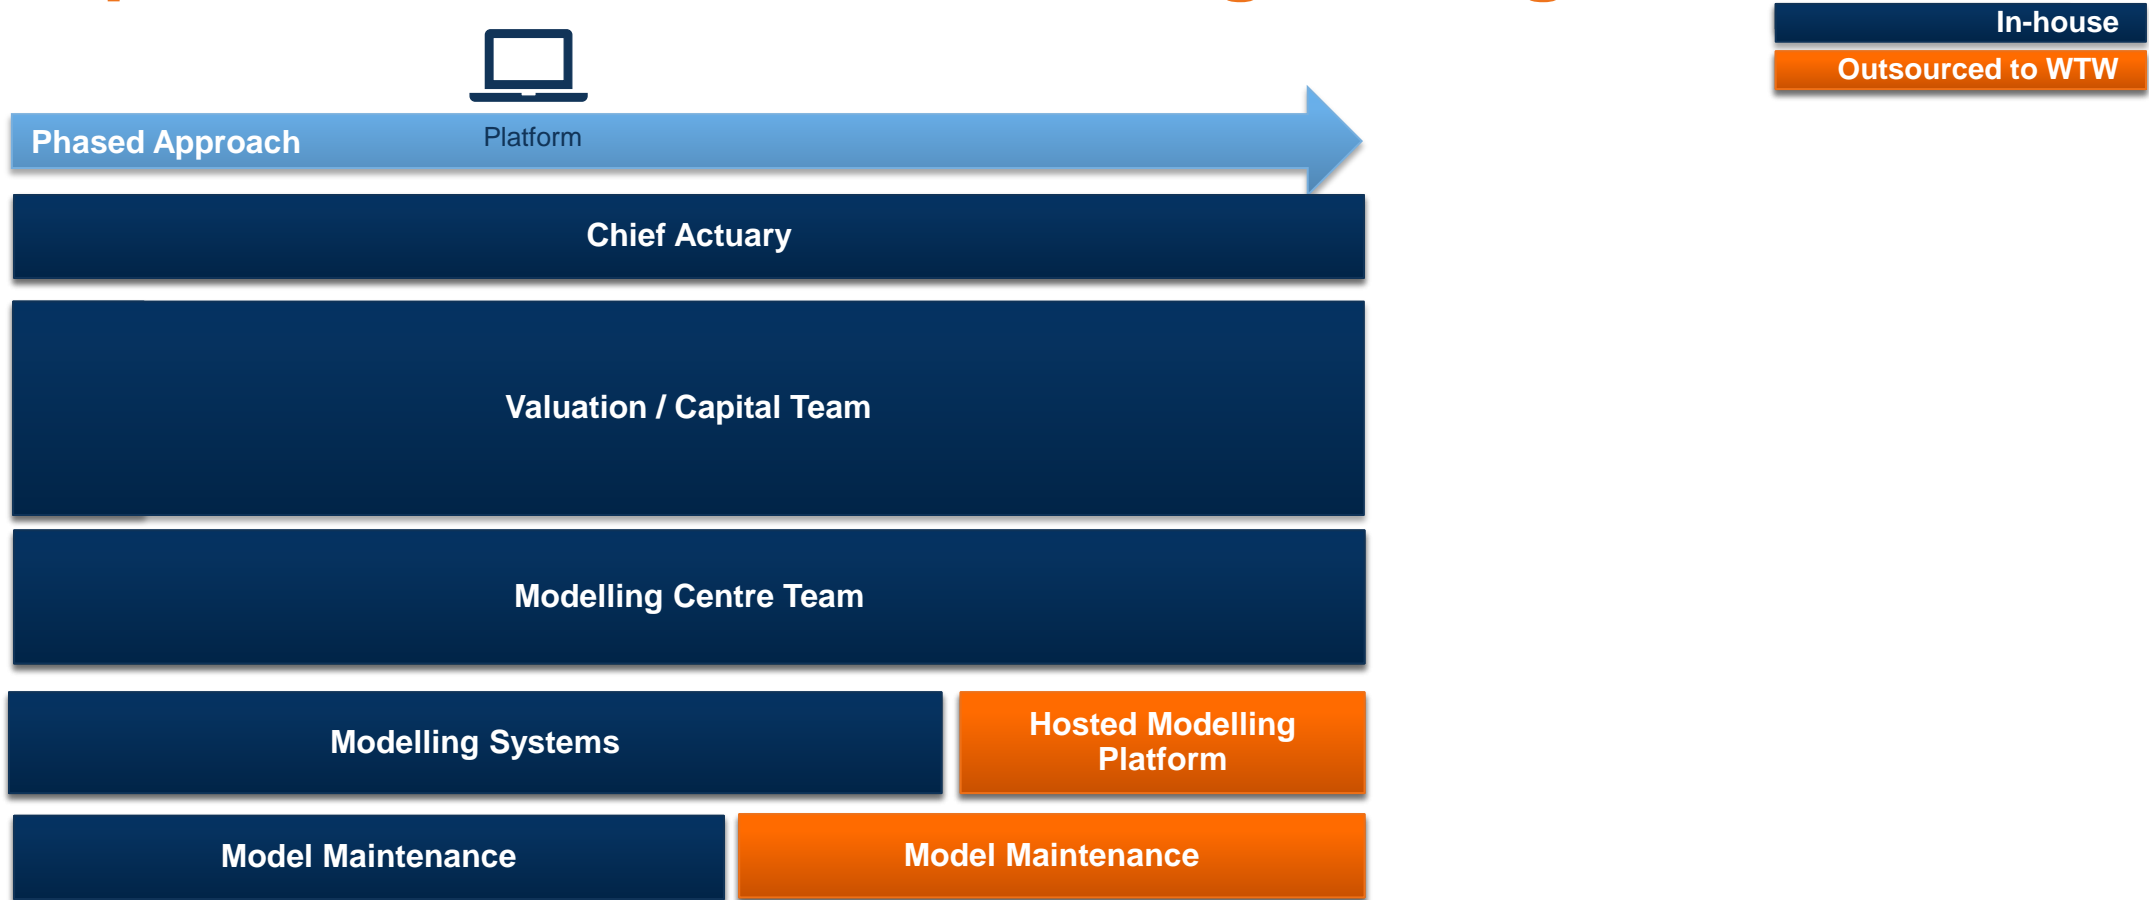 In-house
Outsourced to WTW
Phased Approach
Platform
Chief Actuary
Valuation / Capital Team
Modelling Centre Team
Modelling Systems
Hosted Modelling
Platform
Model Maintenance
Model Maintenance